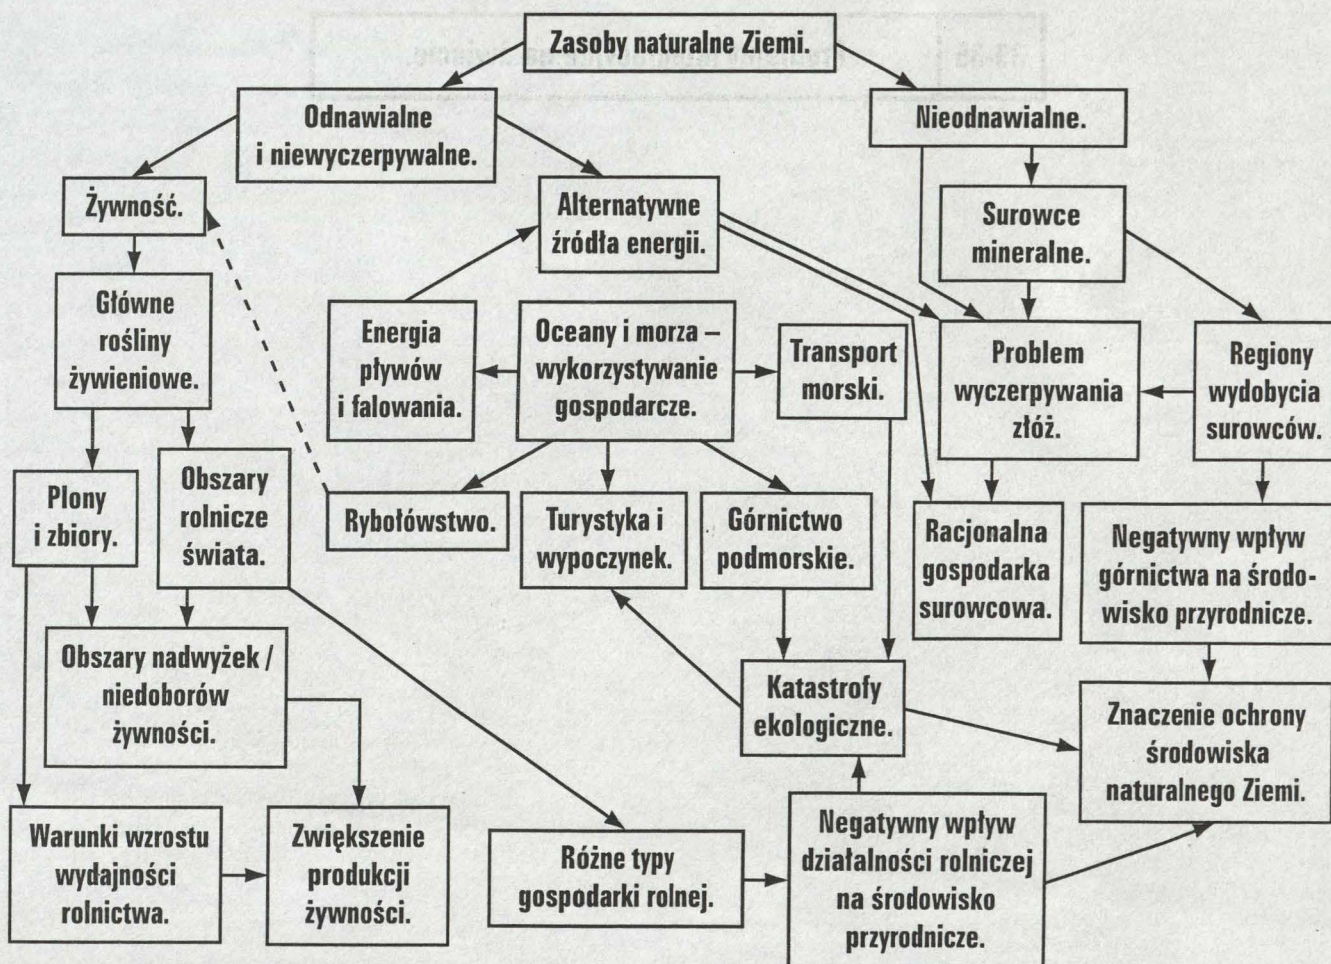 Zasoby naturalne Ziemi.
Odnawialne
i niewyczerpywalne.
Nieodnawialne.
Żywność.
Alternatywne
źródła energii.
Surowce
mineralne.
Główne
rośliny
żywieniowe.
Energia
pływów
i falowania.
Oceany i morza –
wykorzystywanie
gospodarcze.
Transport
morski.
Problem
wyczerpywania
złóż.
Regiony
wydobycia
surowców.
Plony
i zbiory.
Obszary
rolnicze
świata.
Rybołówstwo.
Turystyka i
wypoczynek.
Górnictwo
podmorskie.
Racjonalna
gospodarka
surowcowa.
Negatywny wpływ
górnictwa na środo-
wisko przyrodnicze.
Obszary nadwyżek /
niedoborów
żywności.
Katastrofy
ekologiczne.
Znaczenie ochrony
środowiska
naturalnego Ziemi.
Warunki wzrostu
wydajności
rolnictwa.
Zwiększenie
produkcji
żywności.
Różne typy
gospodarki rolnej.
Negatywny wpływ
działalności rolniczej
na środowisko
przyrodnicze.